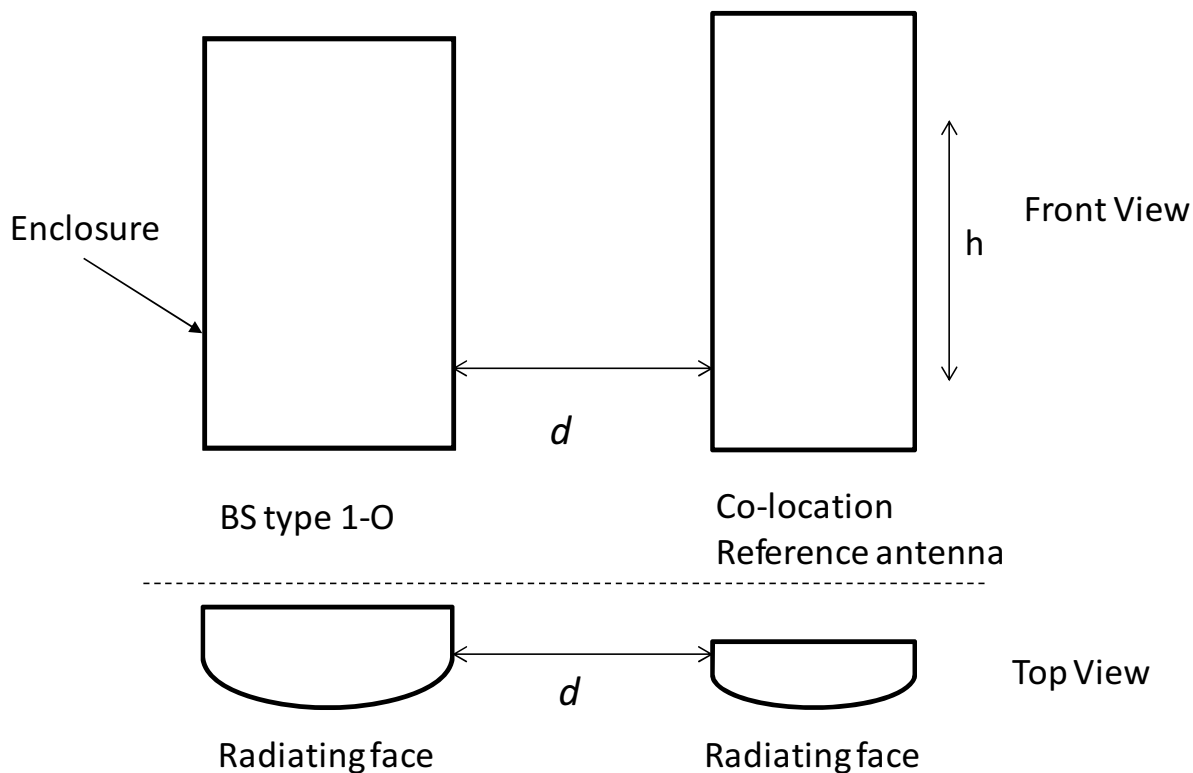 Enclosure
Front View
h
d
BS type 1-O
Co-location
Reference antenna
d
Top View
Radiating face
Radiating face